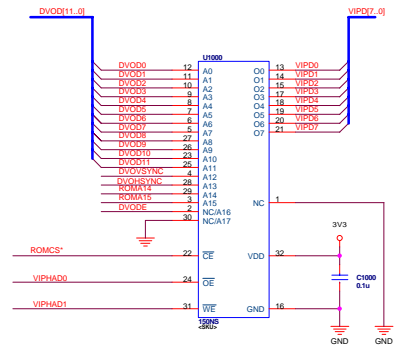 DVOD[11..0]
VIPD[7..0]
U1000
DVOD0 12 A0 O0 13 VIPD0
DVOD1 11 A1 O1 14 VIPD1
DVOD2 10 A2 O2 15 VIPD2
DVOD3 9 A3 O3 17 VIPD3
DVOD4 8 A4 O4 18 VIPD4
DVOD5 7 A5 O5 19 VIPD5
DVOD6 6 A6 O6 20 VIPD6
DVOD7 5 A7 O7 21 VIPD7
DVOD8 27 A8
DVOD9 26 A9
DVOD10 23 A10
DVOD11 25 A11
DVOVSYNC 4 A12
DVOHSYNC 28 A13
ROMA14 29 A14
ROMA15 3 A15 NC 1
DVODE 2 NC/A16
30 NC/A17
3V3
ROMCS* 22 CE VDD 32
C1000
0.1u
VIPHAD0 24 OE
VIPHAD1 31 WE GND 16
150NS
<SKU>
GND GND